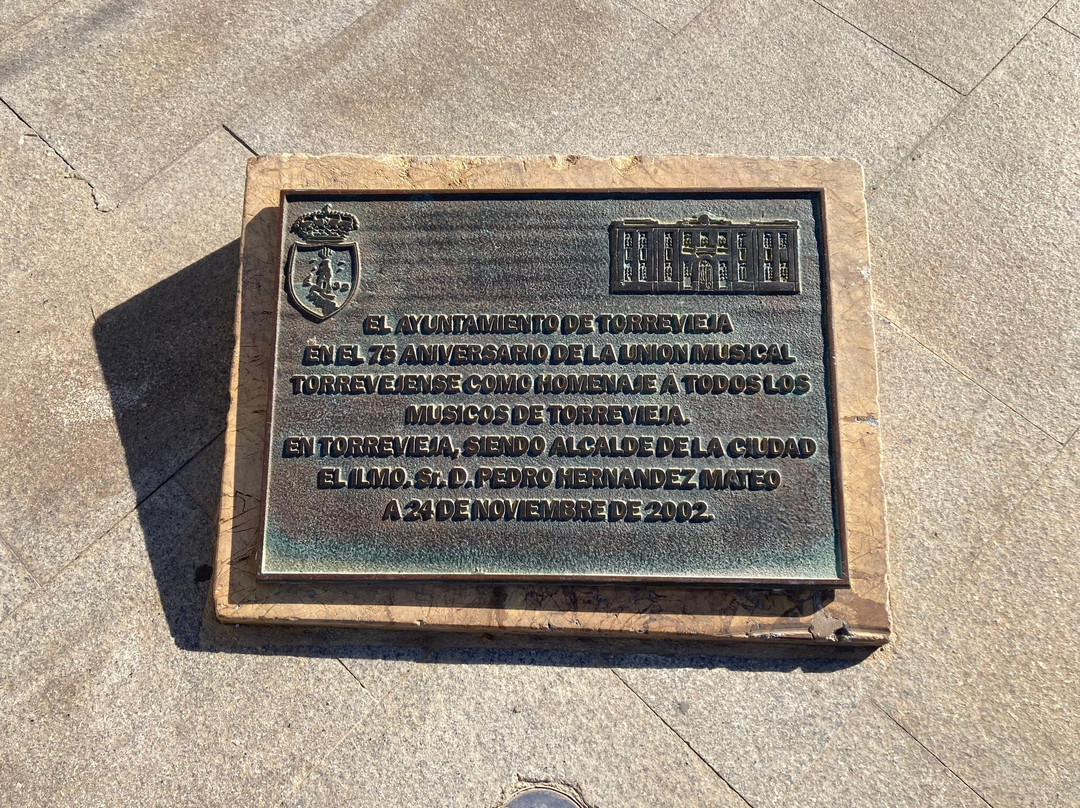 EL AYUNTAMIENTO DE TORREVIEJA
EN EL 75 ANIVERSARIO DE LA UNION MUSICAL
TORREVEJENSE COMO HOMENAJE A TODOS LOS
MUSICOS DE TORREVIEJA.
EN TORREVIEJA, SIENDO ALCALDE DE LA CIUDAD
EL ILMO. Sr. D. PEDRO HERNANDEZ MATEO
A 24 DE NOVIEMBRE DE 2002.